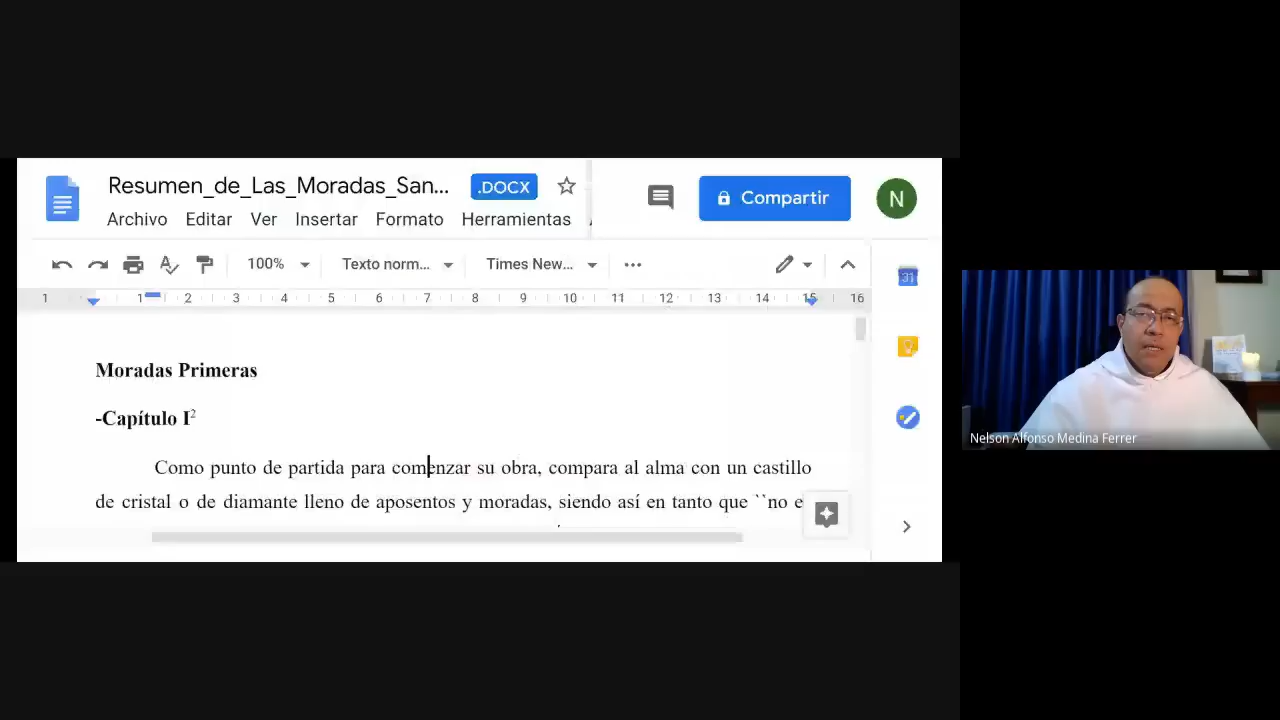 Resumen_de_Las_Moradas_San...
.DOCX
Compartir
N
Archivo Editar Ver Insertar Formato Herramientas
100% Texto norm... Times New...
1 1 2 3 4 5 6 7 8 9 10 11 12 13 14 15 16
31
Moradas Primeras
-Capítulo I2
Como punto de partida para comenzar su obra, compara al alma con un castillo
de cristal o de diamante lleno de aposentos y moradas, siendo así en tanto que ``no e
Nelson Alfonso Medina Ferrer